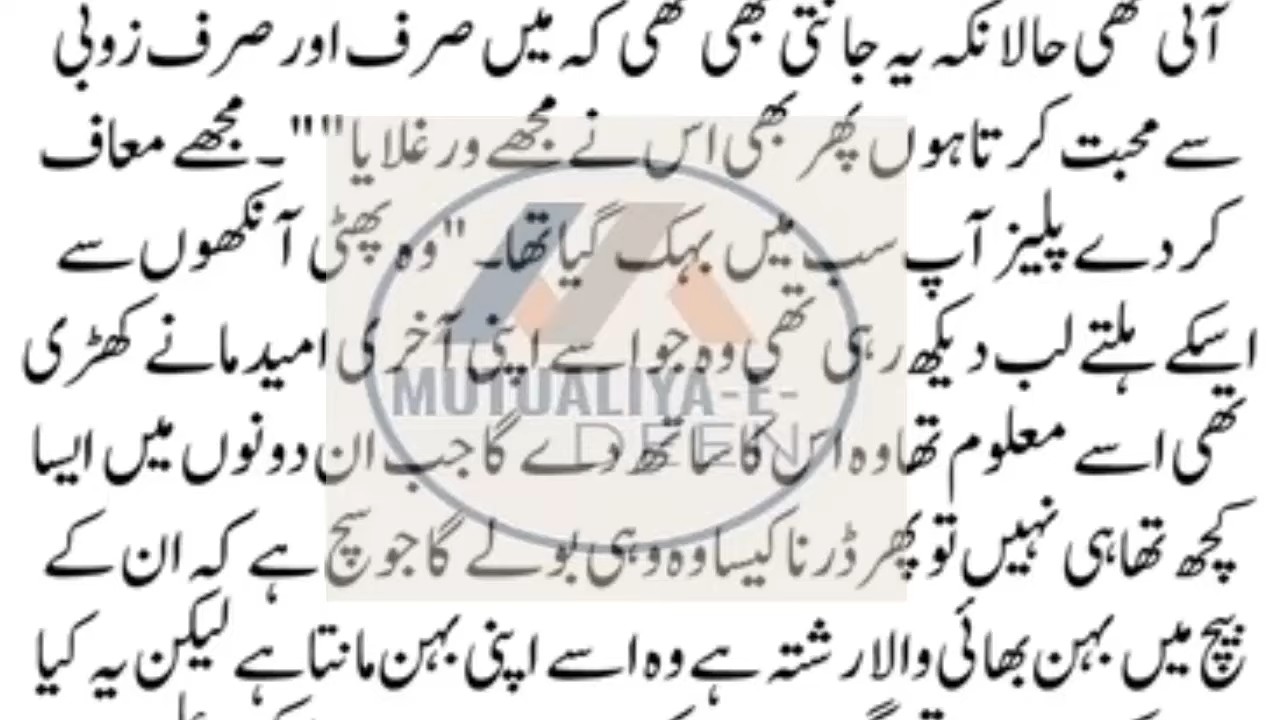 آئی تھی حالانکہ یہ جانتی بھی تھی کہ میں صرف اور صرف زوبی
سے محبت کرتا ہوں پھر بھی اس نے مجھے ورغلایا""۔ مجھے معاف
کر دے پلیز آپ سب میں بہک گیا تھا۔ "وہ پھٹی آنکھوں سے
اسکے ہلتے لب دیکھ رہی تھی وہ جو اسے اپنی آخری امید مانے کھڑی
تھی اسے معلوم تھا وہ اس کا ساتھ دے گا جب ان دونوں میں ایسا
کچھ تھا ہی نہیں تو پھر ڈرنا کیسا وہ وہی بولے گا جو سچ ہے کہ ان کے
بیچ میں بہن بھائی والا رشتہ ہے وہ اسے اپنی بہن مانتا ہے لیکن یہ کیا
MUTUALIYA-E-
DEEN